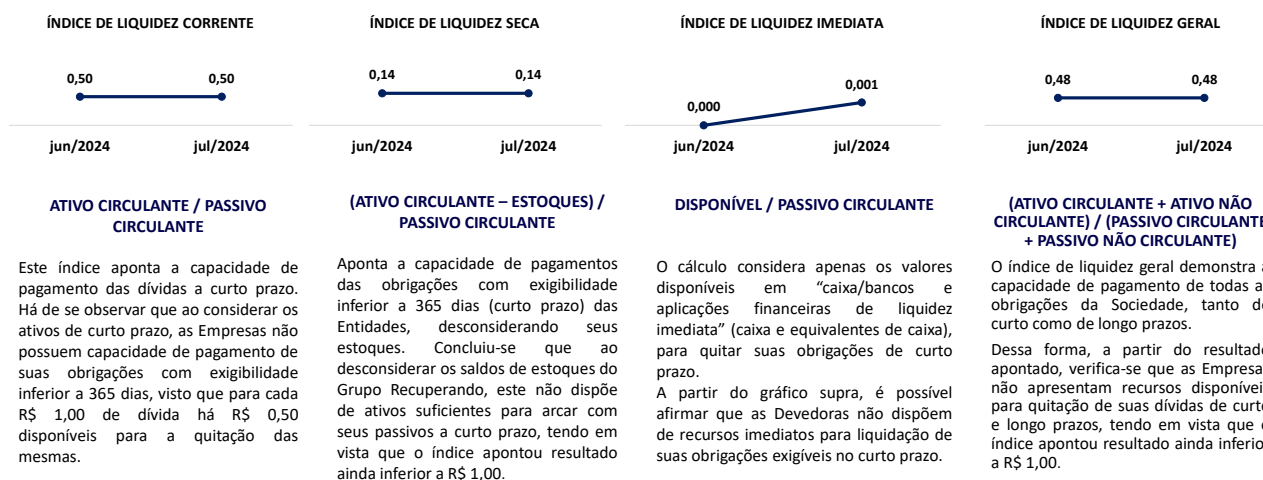 ÍNDICE DE LIQUIDEZ CORRENTE
0,50
0,50
jun/2024
jul/2024
ATIVO CIRCULANTE / PASSIVO
CIRCULANTE
Este índice aponta a capacidade de
pagamento das dívidas a curto prazo.
Há de se observar que ao considerar os
ativos de curto prazo, as Empresas não
possuem capacidade de pagamento de
suas obrigações com exigibilidade
inferior a 365 dias, visto que para cada
R$ 1,00 de dívida há R$ 0,50
disponíveis para a quitação das
mesmas.
ÍNDICE DE LIQUIDEZ SECA
0,14
0,14
jun/2024
jul/2024
(ATIVO CIRCULANTE – ESTOQUES) /
PASSIVO CIRCULANTE
Aponta a capacidade de pagamentos
das obrigações com exigibilidade
inferior a 365 dias (curto prazo) das
Entidades, desconsiderando seus
estoques. Concluiu-se que ao
desconsiderar os saldos de estoques do
Grupo Recuperando, este não dispõe
de ativos suficientes para arcar com
seus passivos a curto prazo, tendo em
vista que o índice apontou resultado
ainda inferior a R$ 1,00.
ÍNDICE DE LIQUIDEZ IMEDIATA
0,000
0,001
jun/2024
jul/2024
DISPONÍVEL / PASSIVO CIRCULANTE
O cálculo considera apenas os valores
disponíveis em “caixa/bancos e
aplicações financeiras de liquidez
imediata” (caixa e equivalentes de caixa),
para quitar suas obrigações de curto
prazo.
A partir do gráfico supra, é possível
afirmar que as Devedoras não dispõem
de recursos imediatos para liquidação de
suas obrigações exigíveis no curto prazo.
ÍNDICE DE LIQUIDEZ GERAL
0,48
0,48
jun/2024
jul/2024
(ATIVO CIRCULANTE + ATIVO NÃO
CIRCULANTE) / (PASSIVO CIRCULANTE
+ PASSIVO NÃO CIRCULANTE)
O índice de liquidez geral demonstra
capacidade de pagamento de todas
obrigações da Sociedade, tanto
curto como de longo prazos.
Dessa forma, a partir do resultado
apontado, verifica-se que as
não apresentam recursos
para quitação de suas dívidas de
e longo prazos, tendo em vista que
índice apontou resultado ainda
a R$ 1,00.